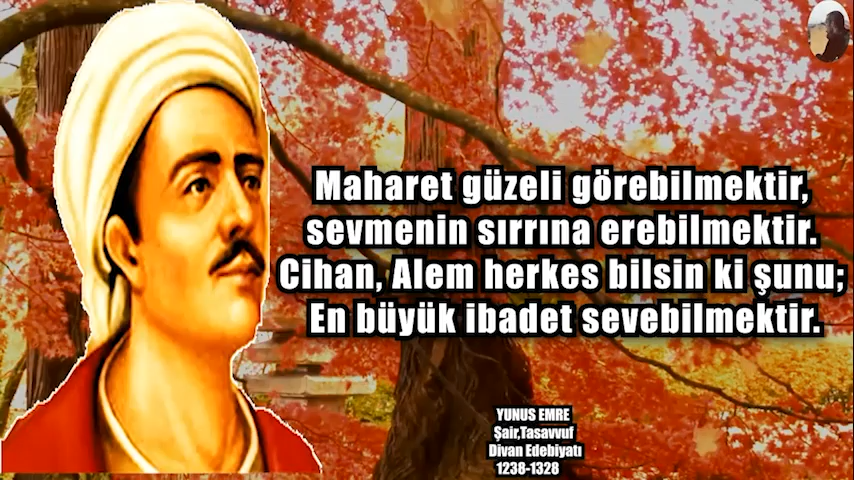 Maharet güzeli görebilmektir,
sevmenin sırrına erebilmektir.
Cihan, Alem herkes bilsin ki şunu;
En büyük ibadet sevebilmektir.
YUNUS EMRE
Şair,Tasavvuf
Divan Edebiyatı
1238-1328